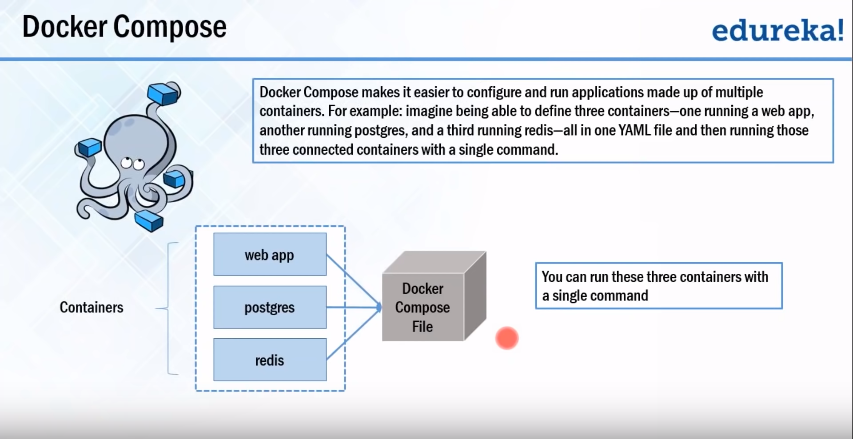 Docker Compose
edureka!
Docker Compose makes it easier to configure and run applications made up of multiple
containers. For example: imagine being able to define three containers—one running a web app,
another running postgres, and a third running redis—all in one YAML file and then running those
three connected containers with a single command.
Containers
web app
postgres
redis
Docker
Compose
File
You can run these three containers with
a single command